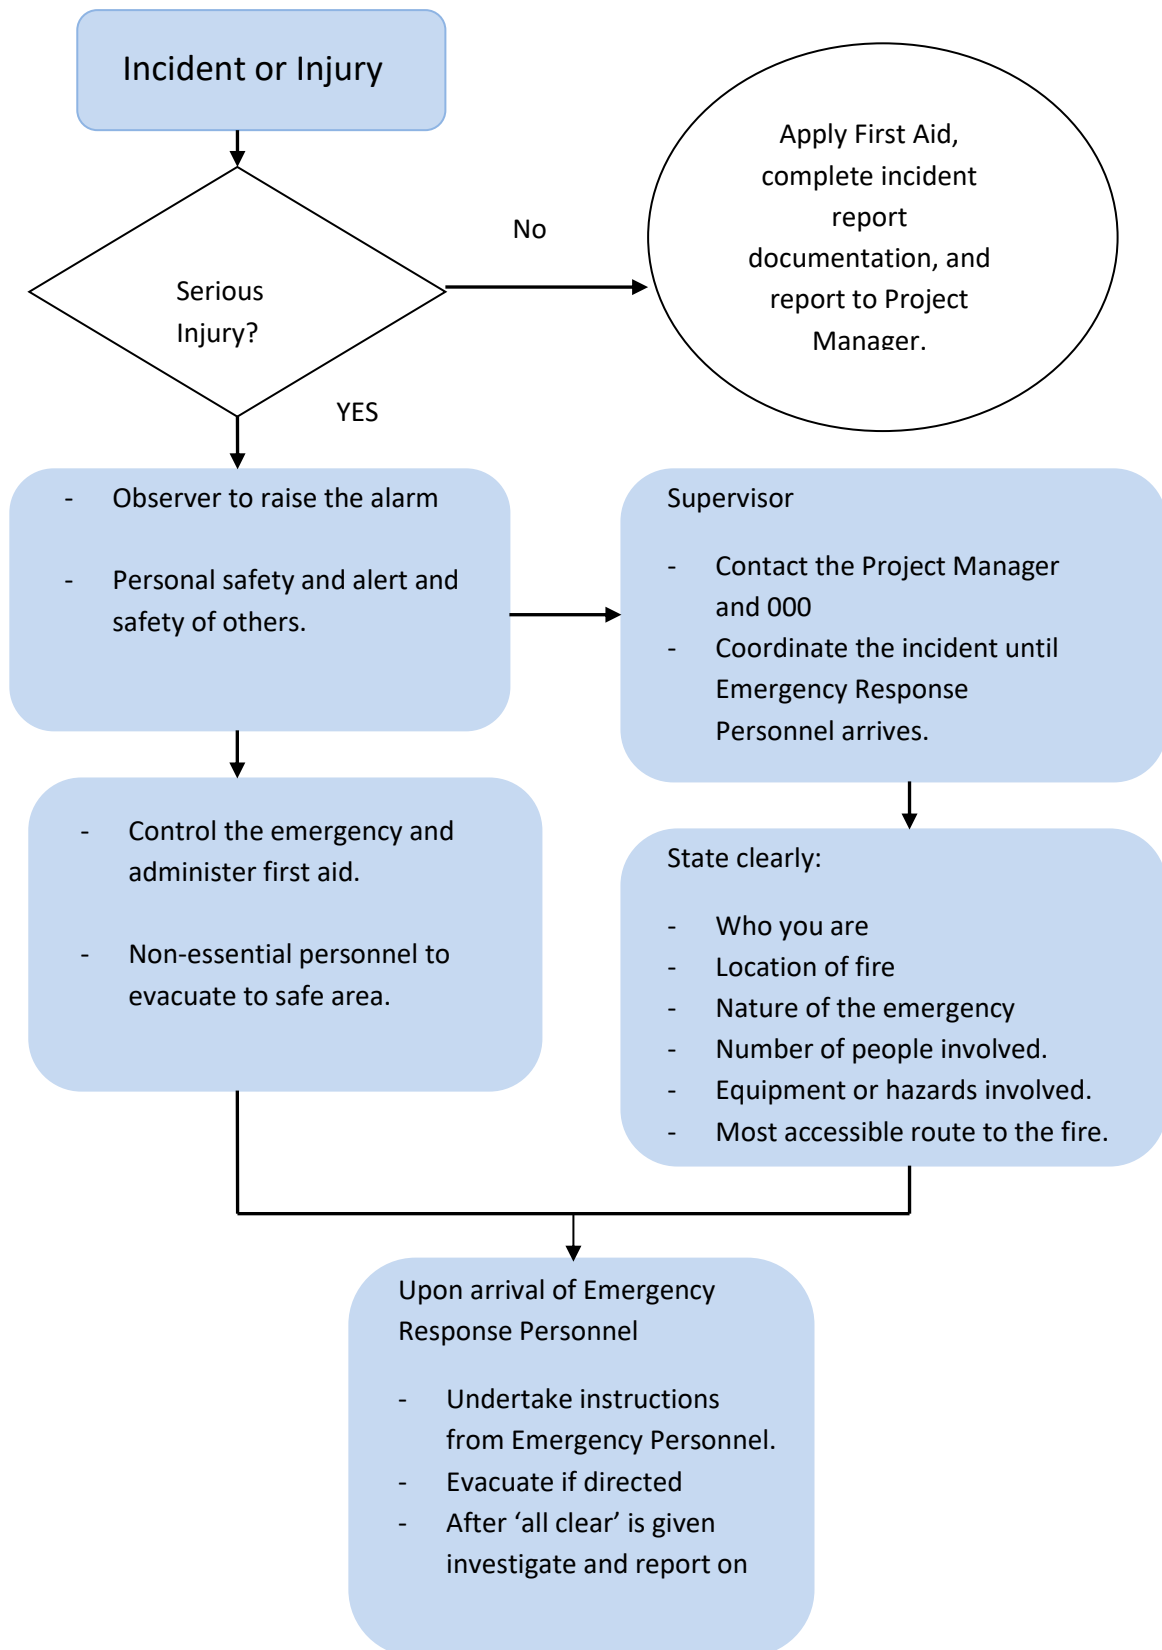 Incident or Injury
Apply First Aid,
complete incident
report
documentation, and
report to Project
Manager.
No
Serious
Injury?
YES
- Observer to raise the alarm
- Personal safety and alert and
safety of others.
Supervisor
- Contact the Project Manager
and 000
- Coordinate the incident until
Emergency Response
Personnel arrives.
- Control the emergency and
administer first aid.
- Non-essential personnel to
evacuate to safe area.
State clearly:
- Who you are
- Location of fire
- Nature of the emergency
- Number of people involved.
- Equipment or hazards involved.
- Most accessible route to the fire.
Upon arrival of Emergency
Response Personnel
- Undertake instructions
from Emergency Personnel.
- Evacuate if directed
- After ‘all clear’ is given
investigate and report on